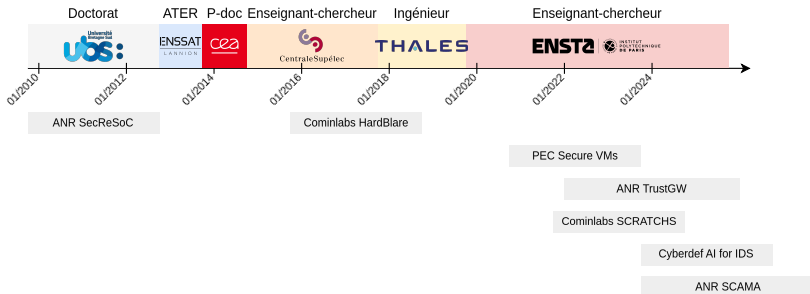 Doctorat
ATER
P-doc
Enseignant-chercheur
Ingénieur
Enseignant-chercheur
Université
Bretagne Sud
ubs:
ENSSAT
LANNION
cea
CentraleSupélec
THALES
ENSTA
INSTITUT
POLYTECHNIQUE
DE PARIS
01/2010
01/2012
01/2014
01/2016
01/2018
01/2020
01/2022
01/2024
ANR SecReSoC
Cominlabs HardBlare
PEC Secure VMs
ANR TrustGW
Cominlabs SCRATCHS
Cyberdef AI for IDS
ANR SCAMA